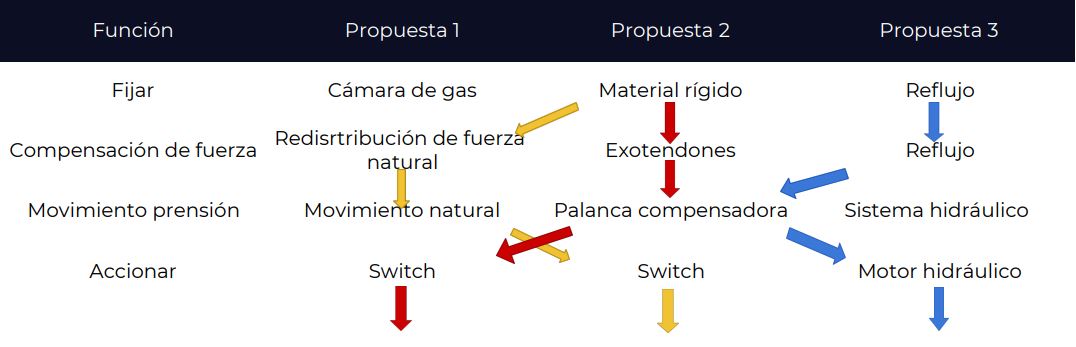 Función Propuesta 1 Propuesta 2 Propuesta 3
Fijar Cámara de gas Material rígido Reflujo
Compensación de fuerza Redisrtribución de fuerza natural Exotendones Reflujo
Movimiento prensión Movimiento natural Palanca compensadora Sistema hidráulico
Accionar Switch Switch Motor hidráulico